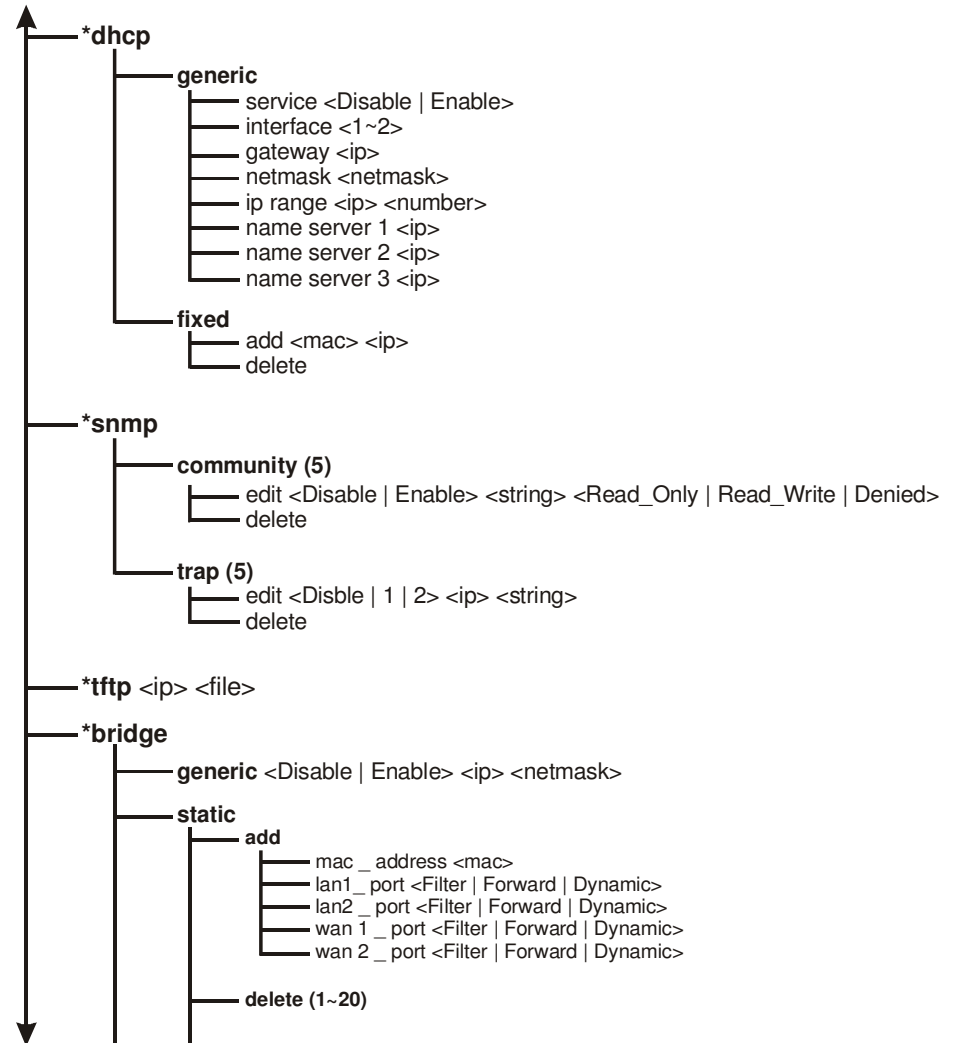 *dhcp
generic
service <Disable | Enable>
interface <1~2>
gateway <ip>
netmask <netmask>
ip range <ip> <number>
name server 1 <ip>
name server 2 <ip>
name server 3 <ip>
fixed
add <mac> <ip>
delete
*snmp
community (5)
edit <Disable | Enable> <string> <Read_Only | Read_Write | Denied>
delete
trap (5)
edit <Disble | 1 | 2> <ip> <string>
delete
*tftp <ip> <file>
*bridge
generic <Disable | Enable> <ip> <netmask>
static
add
mac _ address <mac>
lan1_ port <Filter | Forward | Dynamic>
lan2 _ port <Filter | Forward | Dynamic>
wan 1 _ port <Filter | Forward | Dynamic>
wan 2 _ port <Filter | Forward | Dynamic>
delete (1~20)